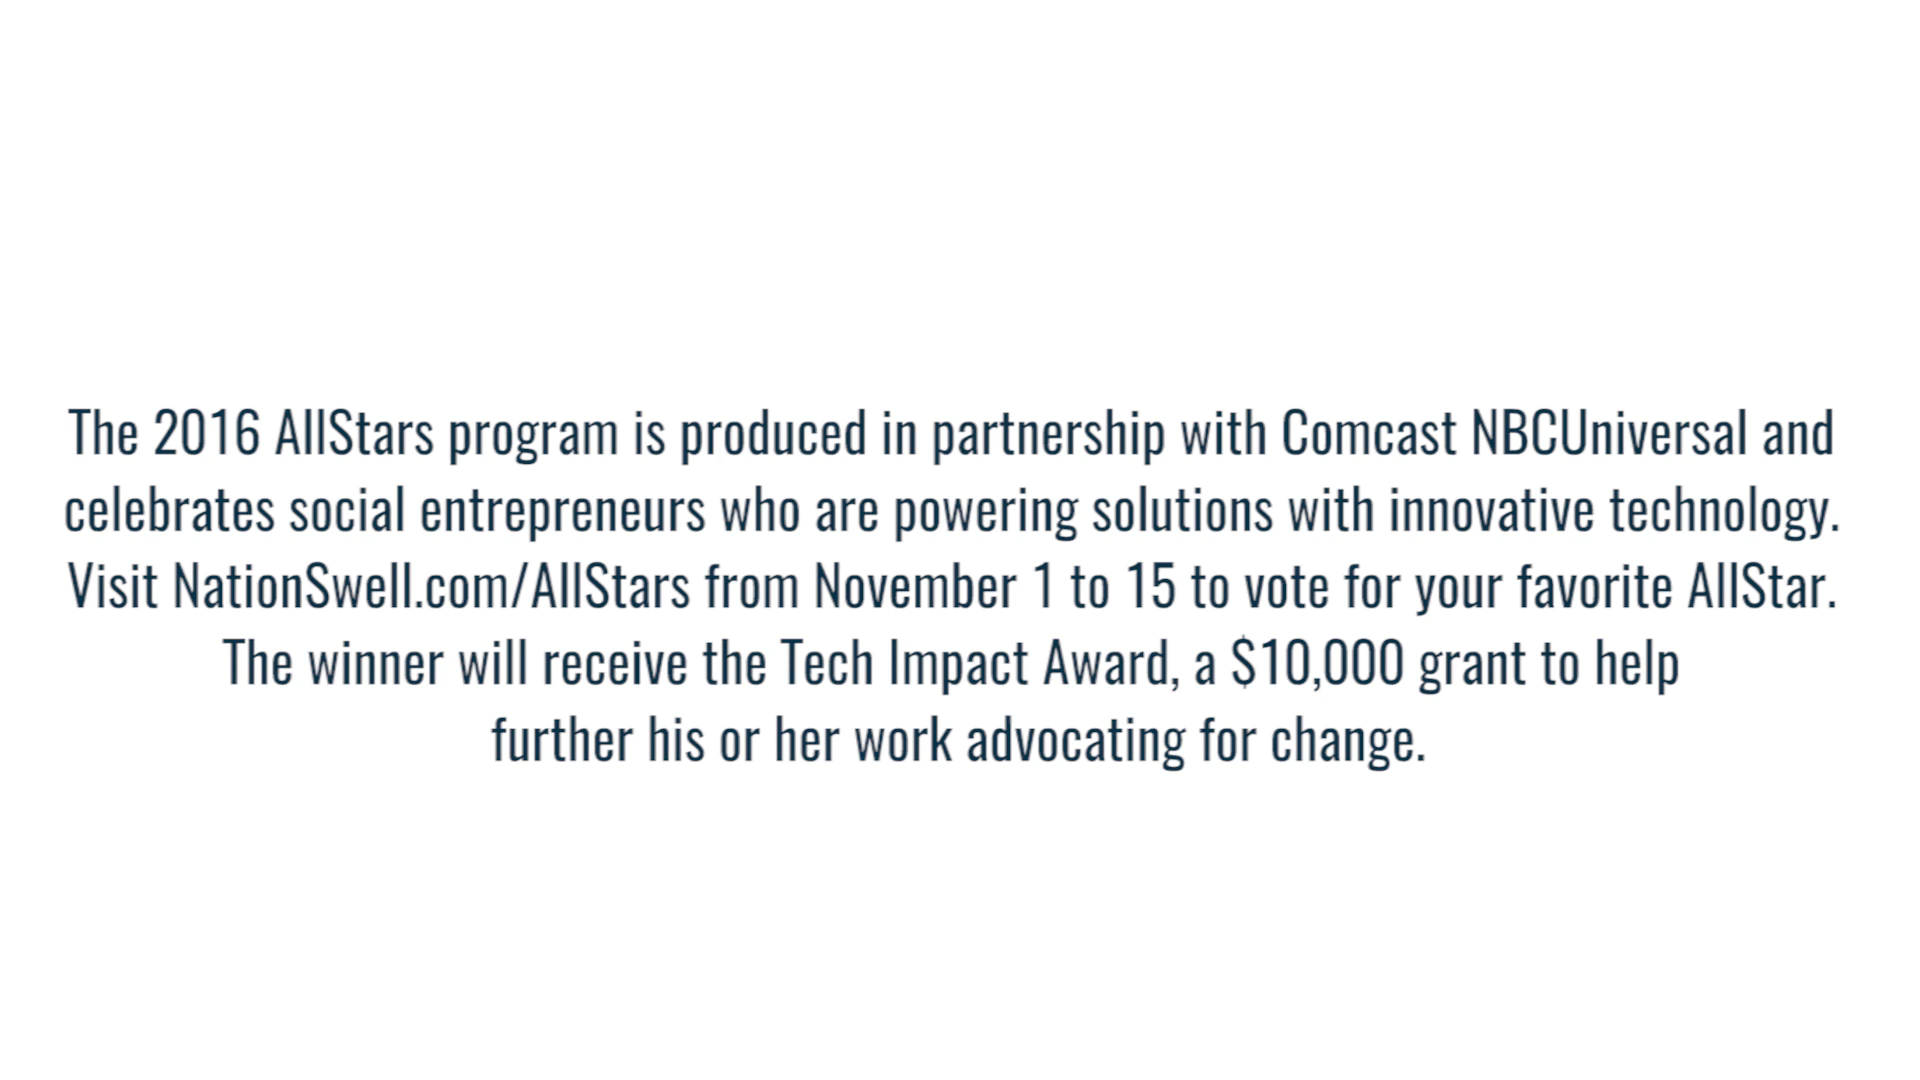 The 2016 AllStars program is produced in partnership with Comcast NBCUniversal and
celebrates social entrepreneurs who are powering solutions with innovative technology.
Visit NationSwell.com/AllStars from November 1 to 15 to vote for your favorite AllStar.
The winner will receive the Tech Impact Award, a $10,000 grant to help
further his or her work advocating for change.